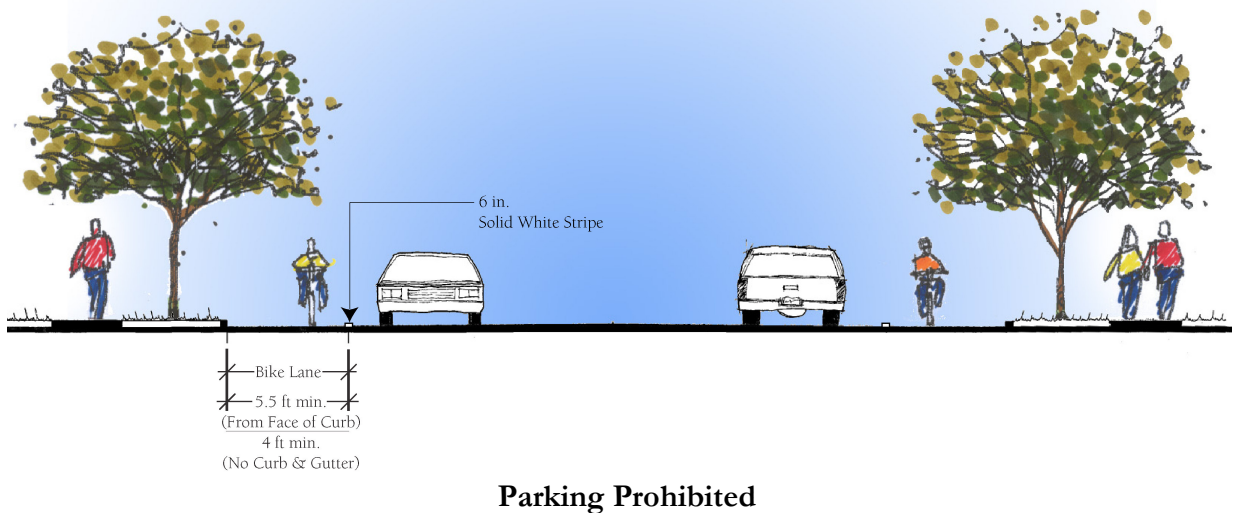 6 in.
Solid White Stripe
Bike Lane
5.5 ft min.
(From Face of Curb)
4 ft min.
(No Curb & Gutter)
Parking Prohibited